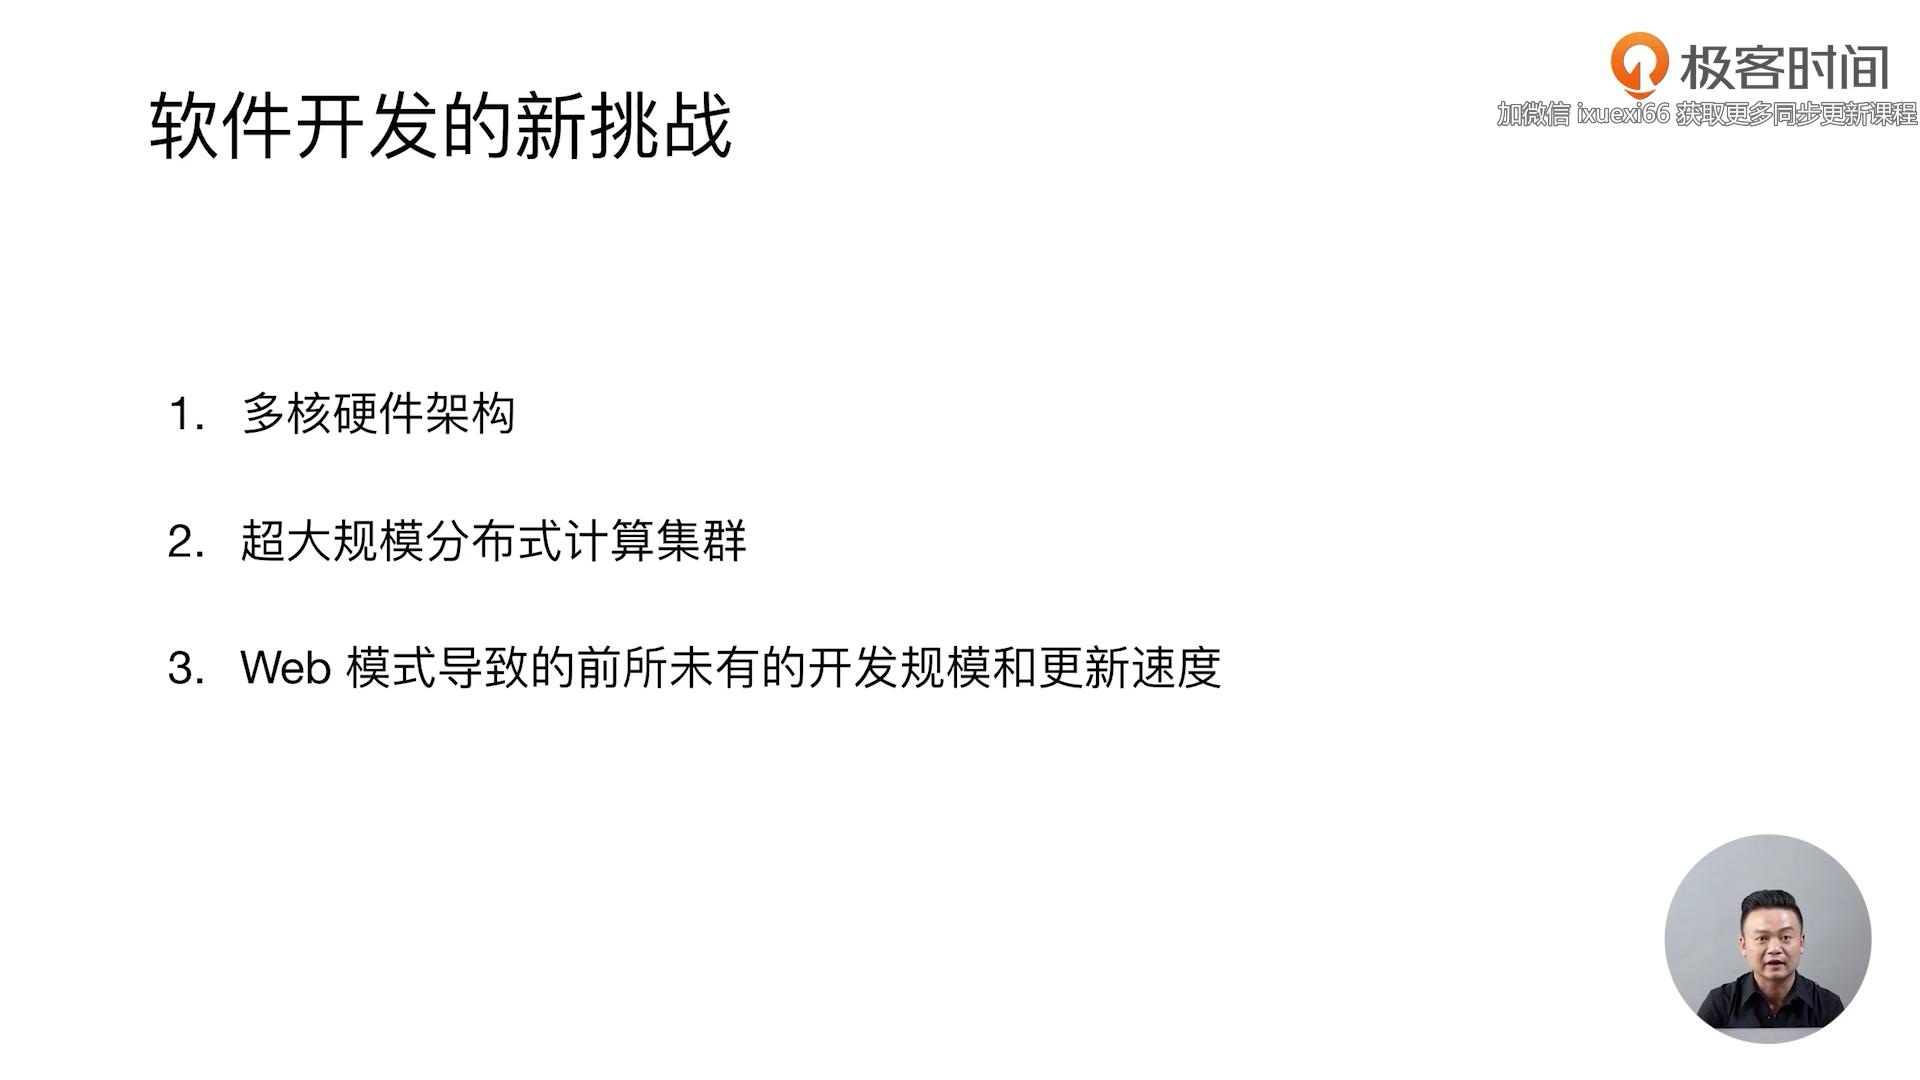 极客时间
加微信 ixuexi66 获取更多同步更新课程
软件开发的新挑战
1. 多核硬件架构
2. 超大规模分布式计算集群
3. Web 模式导致的前所未有的开发规模和更新速度